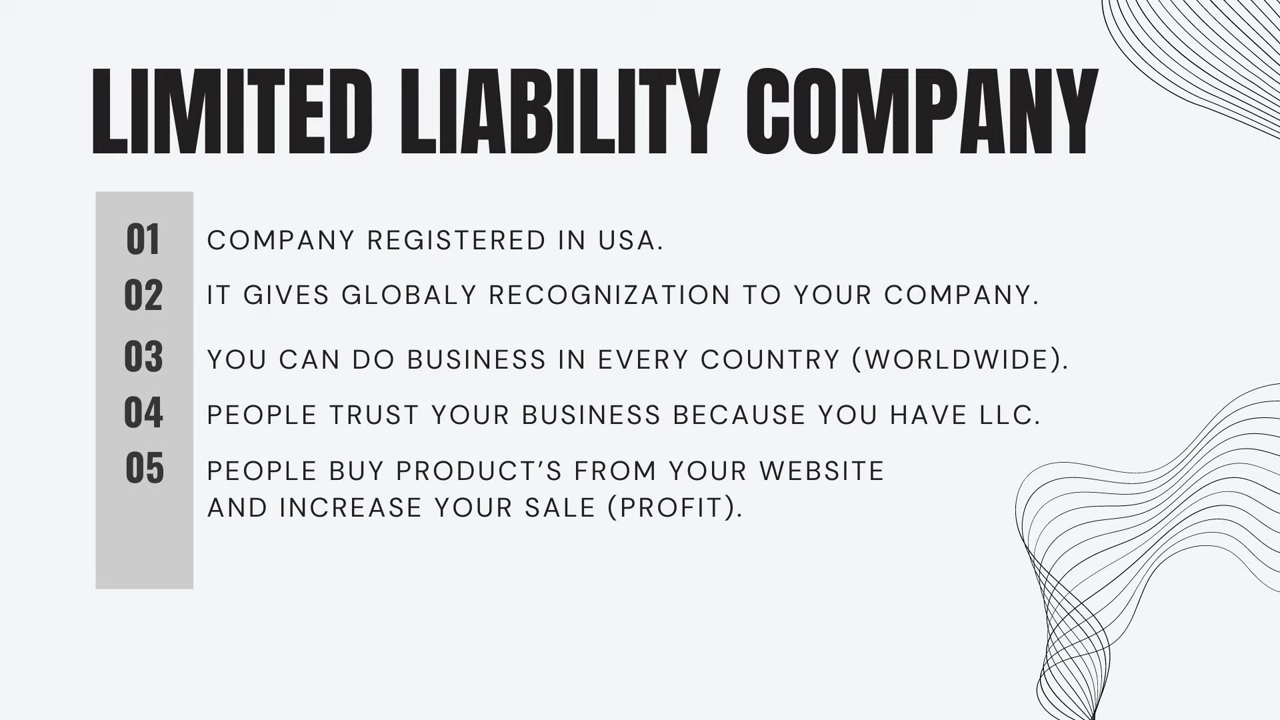 LIMITED LIABILITY COMPANY
01 COMPANY REGISTERED IN USA.
02 IT GIVES GLOBALY RECOGNIZATION TO YOUR COMPANY.
03 YOU CAN DO BUSINESS IN EVERY COUNTRY (WORLDWIDE).
04 PEOPLE TRUST YOUR BUSINESS BECAUSE YOU HAVE LLC.
05 PEOPLE BUY PRODUCT’S FROM YOUR WEBSITE
AND INCREASE YOUR SALE (PROFIT).